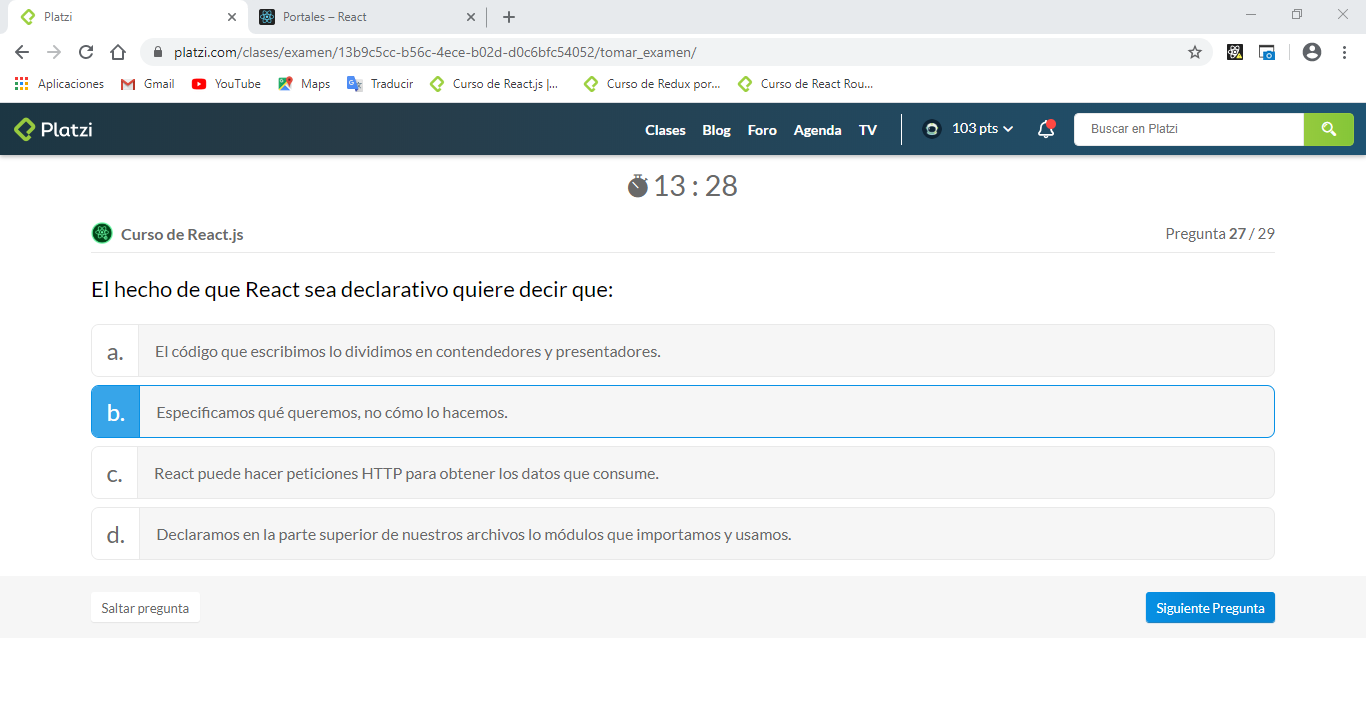 Platzi
Portales – React
platzi.com/clases/examen/13b9c5cc-b56c-4ece-b02d-d0c6bfc54052/tomar_examen/
Aplicaciones Gmail YouTube Maps Traducir Curso de React.js |... Curso de Redux por... Curso de React Rou...
Platzi Clases Blog Foro Agenda TV 103 pts Buscar en Platzi
13 : 28
Curso de React.js Pregunta 27 / 29
El hecho de que React sea declarativo quiere decir que:
a. El código que escribimos lo dividimos en contendedores y presentadores.
b. Especificamos qué queremos, no cómo lo hacemos.
c. React puede hacer peticiones HTTP para obtener los datos que consume.
d. Declaramos en la parte superior de nuestros archivos lo módulos que importamos y usamos.
Saltar pregunta Siguiente Pregunta